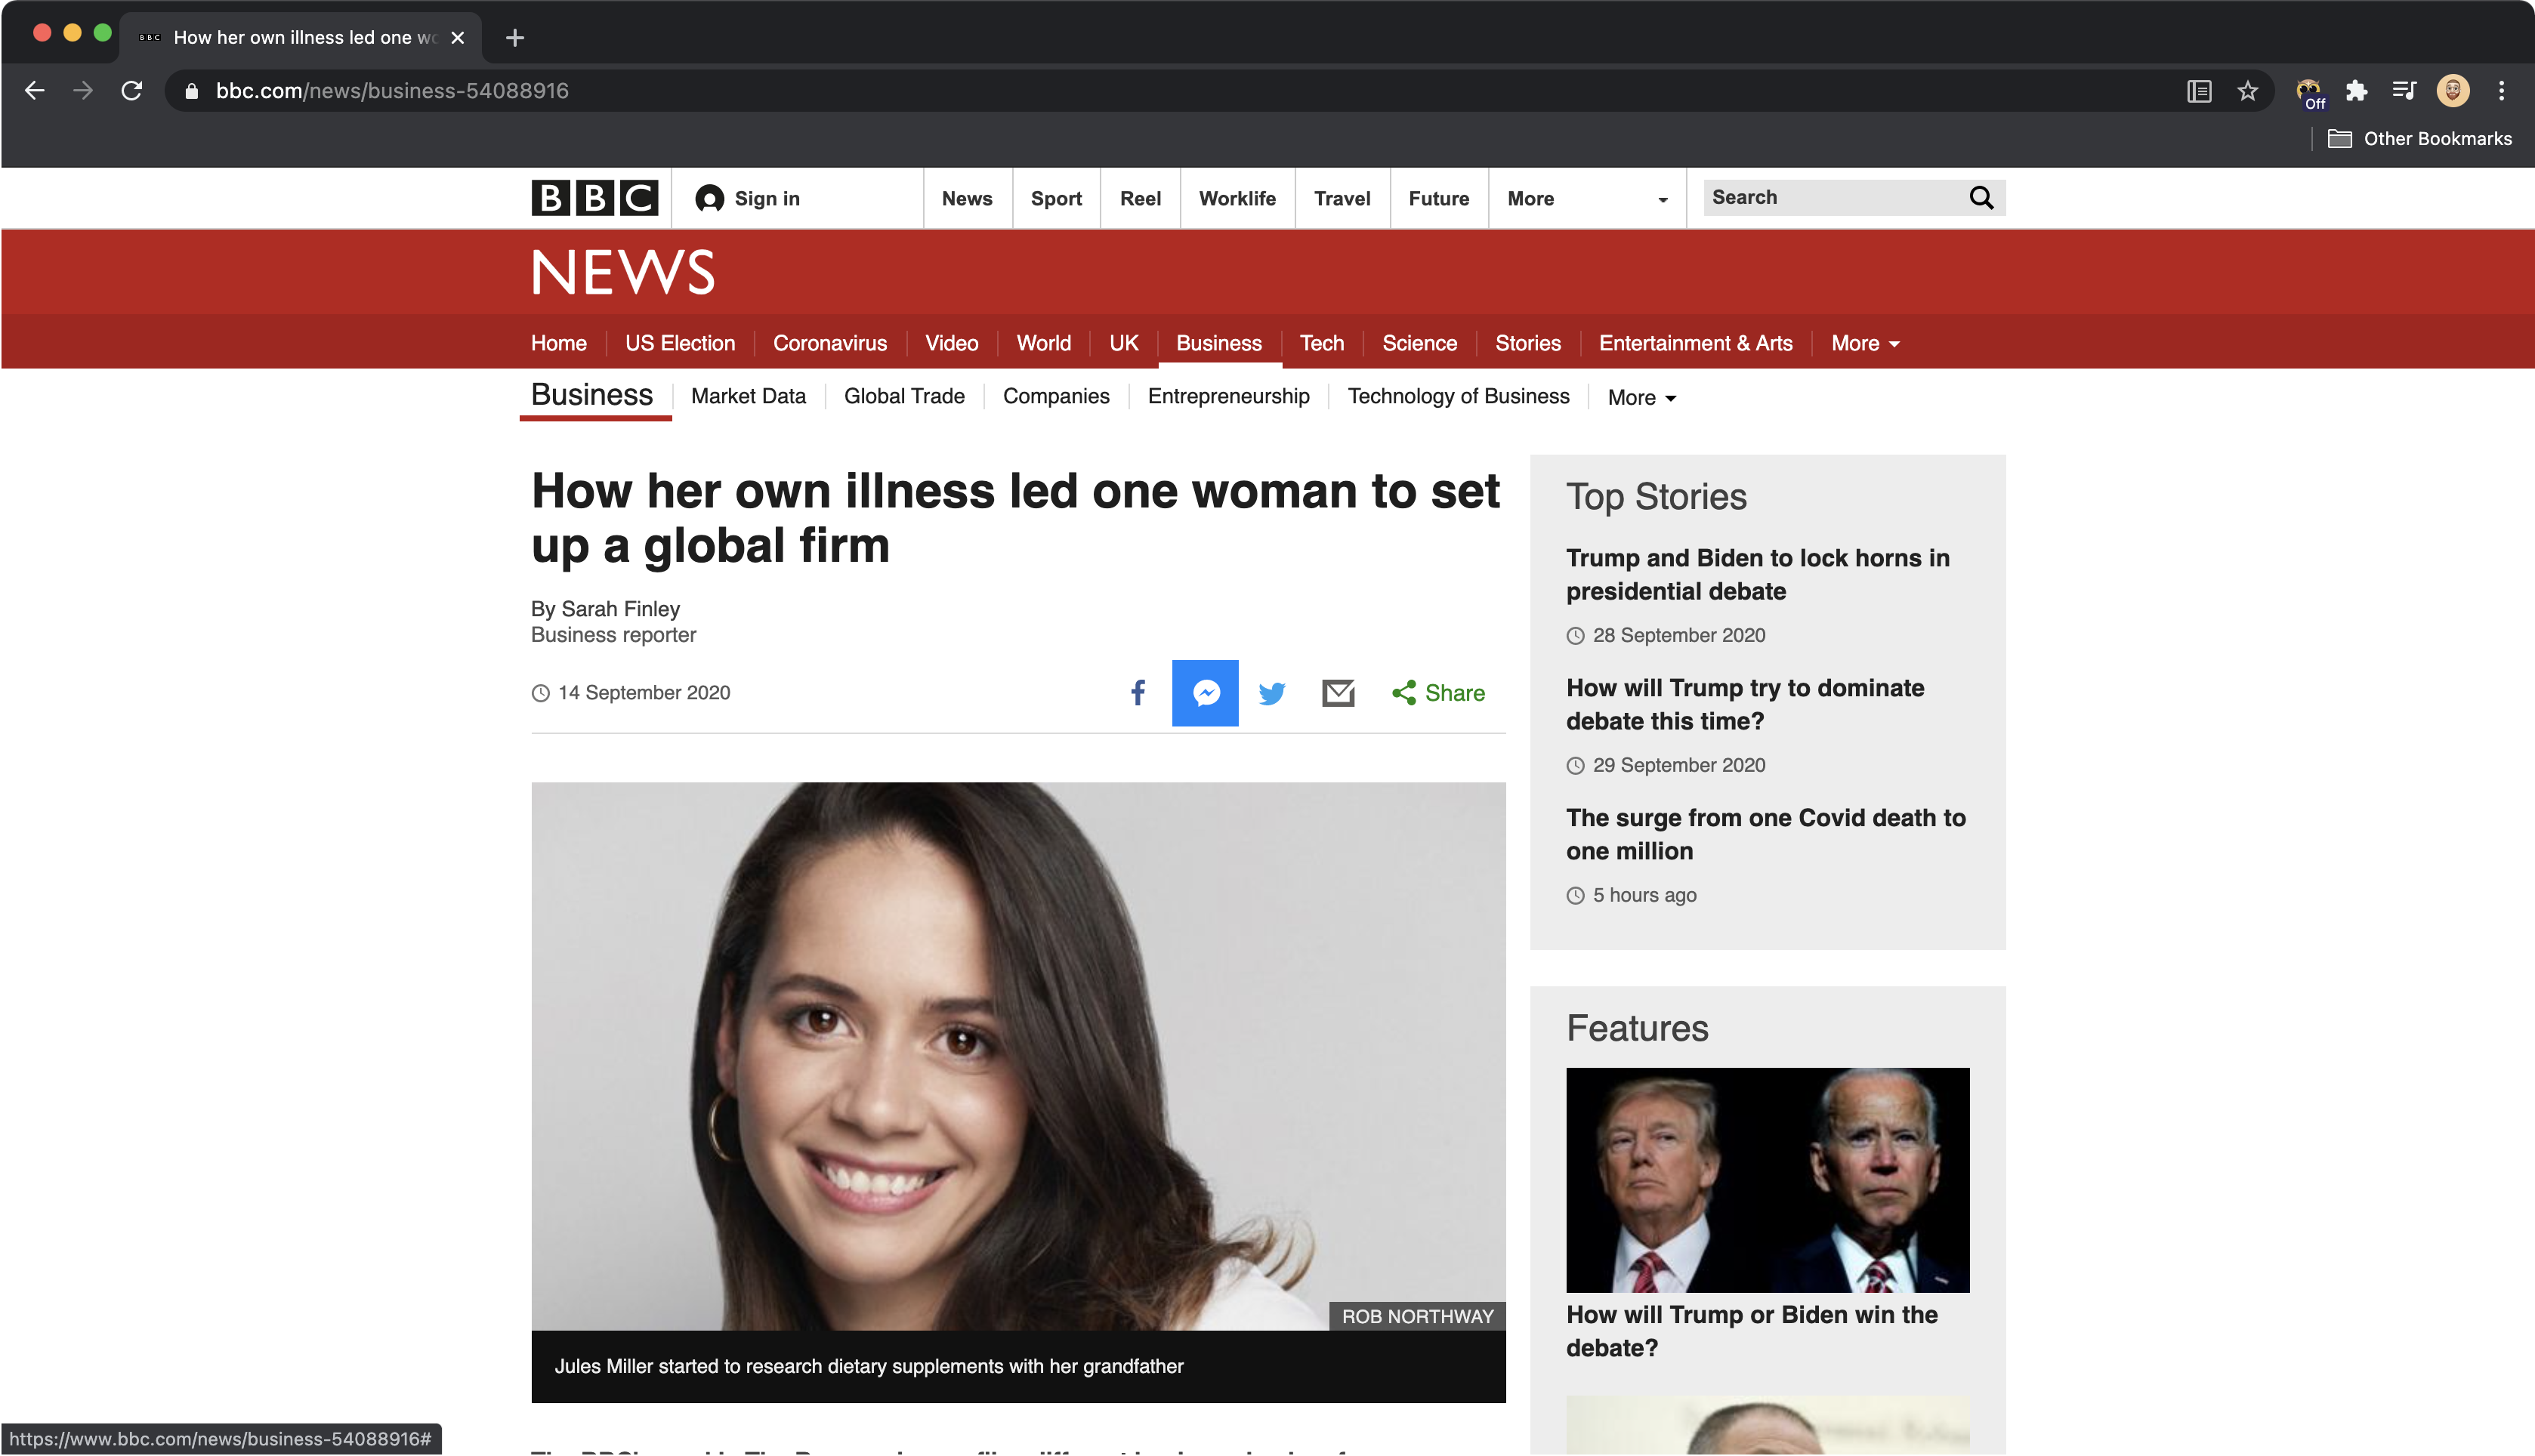 BBC How her own illness led one wo
bbc.com/news/business-54088916
Off
Other Bookmarks
BBC Sign in News Sport Reel Worklife Travel Future More Search
NEWS
Home US Election Coronavirus Video World UK Business Tech Science Stories Entertainment & Arts More
Business Market Data Global Trade Companies Entrepreneurship Technology of Business More
How her own illness led one woman to set
up a global firm
By Sarah Finley
Business reporter
14 September 2020
Share
ROB NORTHWAY
Jules Miller started to research dietary supplements with her grandfather
Top Stories
Trump and Biden to lock horns in
presidential debate
28 September 2020
How will Trump try to dominate
debate this time?
29 September 2020
The surge from one Covid death to
one million
5 hours ago
Features
How will Trump or Biden win the
debate?
https://www.bbc.com/news/business-54088916#